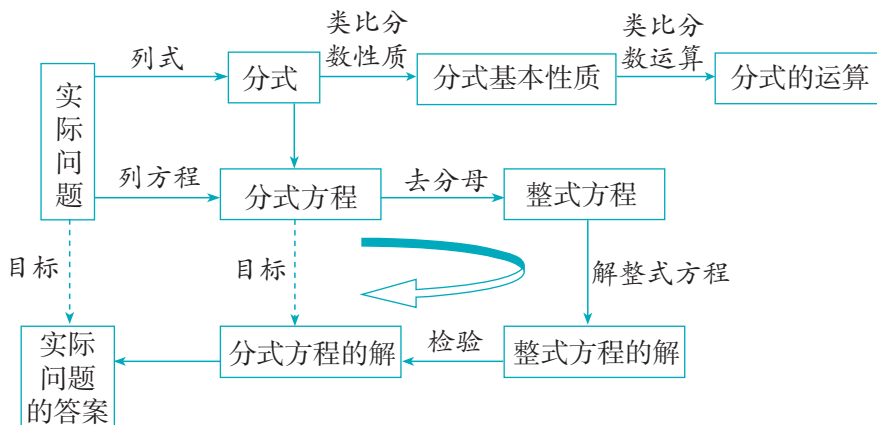 类比分
数性质
类比分
数运算
列式
分式
分式基本性质
分式的运算
实
际
问
题
列方程
分式方程
去分母
整式方程
目标
目标
解整式方程
实际
问题
的答案
分式方程的解
检验
整式方程的解